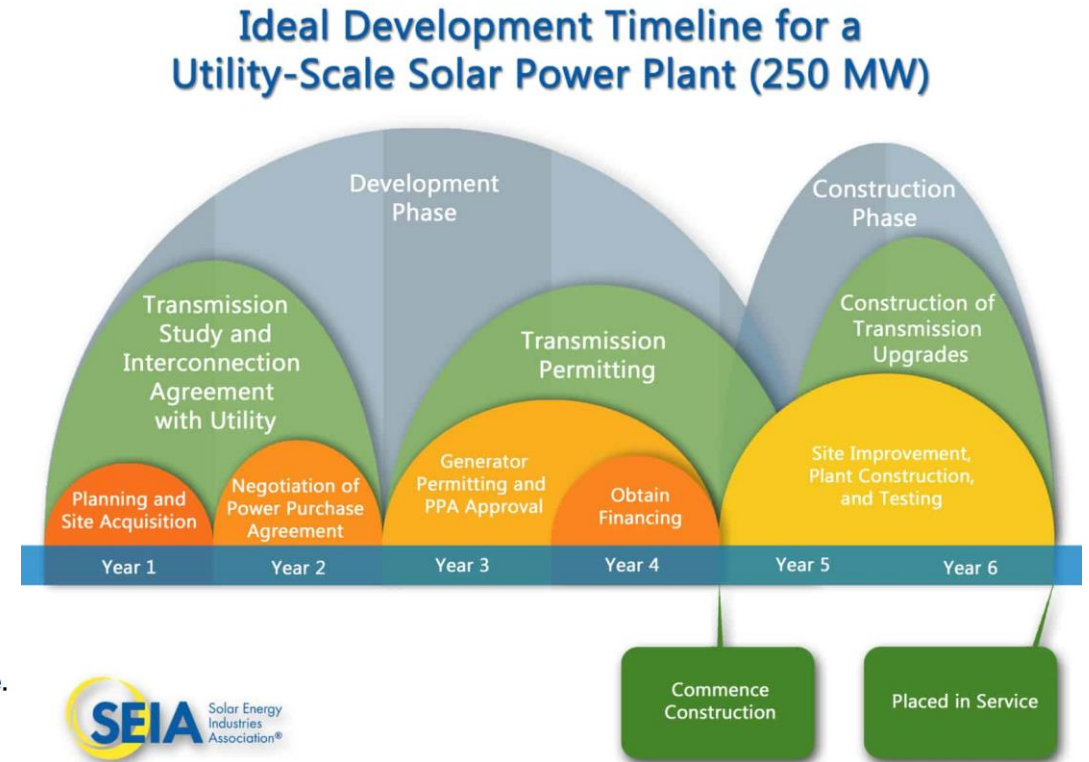 Ideal Development Timeline for a
Utility-Scale Solar Power Plant (250 MW)
Development
Phase
Construction
Phase
Transmission
Study and
Interconnection
Agreement
with Utility
Transmission
Permitting
Construction of
Transmission
Upgrades
Planning and
Site Acquisition
Negotiation of
Power Purchase
Agreement
Generator
Permitting and
PPA Approval
Obtain
Financing
Site Improvement,
Plant Construction,
and Testing
Year 1
Year 2
Year 3
Year 4
Year 5
Year 6
Commence
Construction
Placed in Service
SEIA
Solar Energy
Industries
Association®